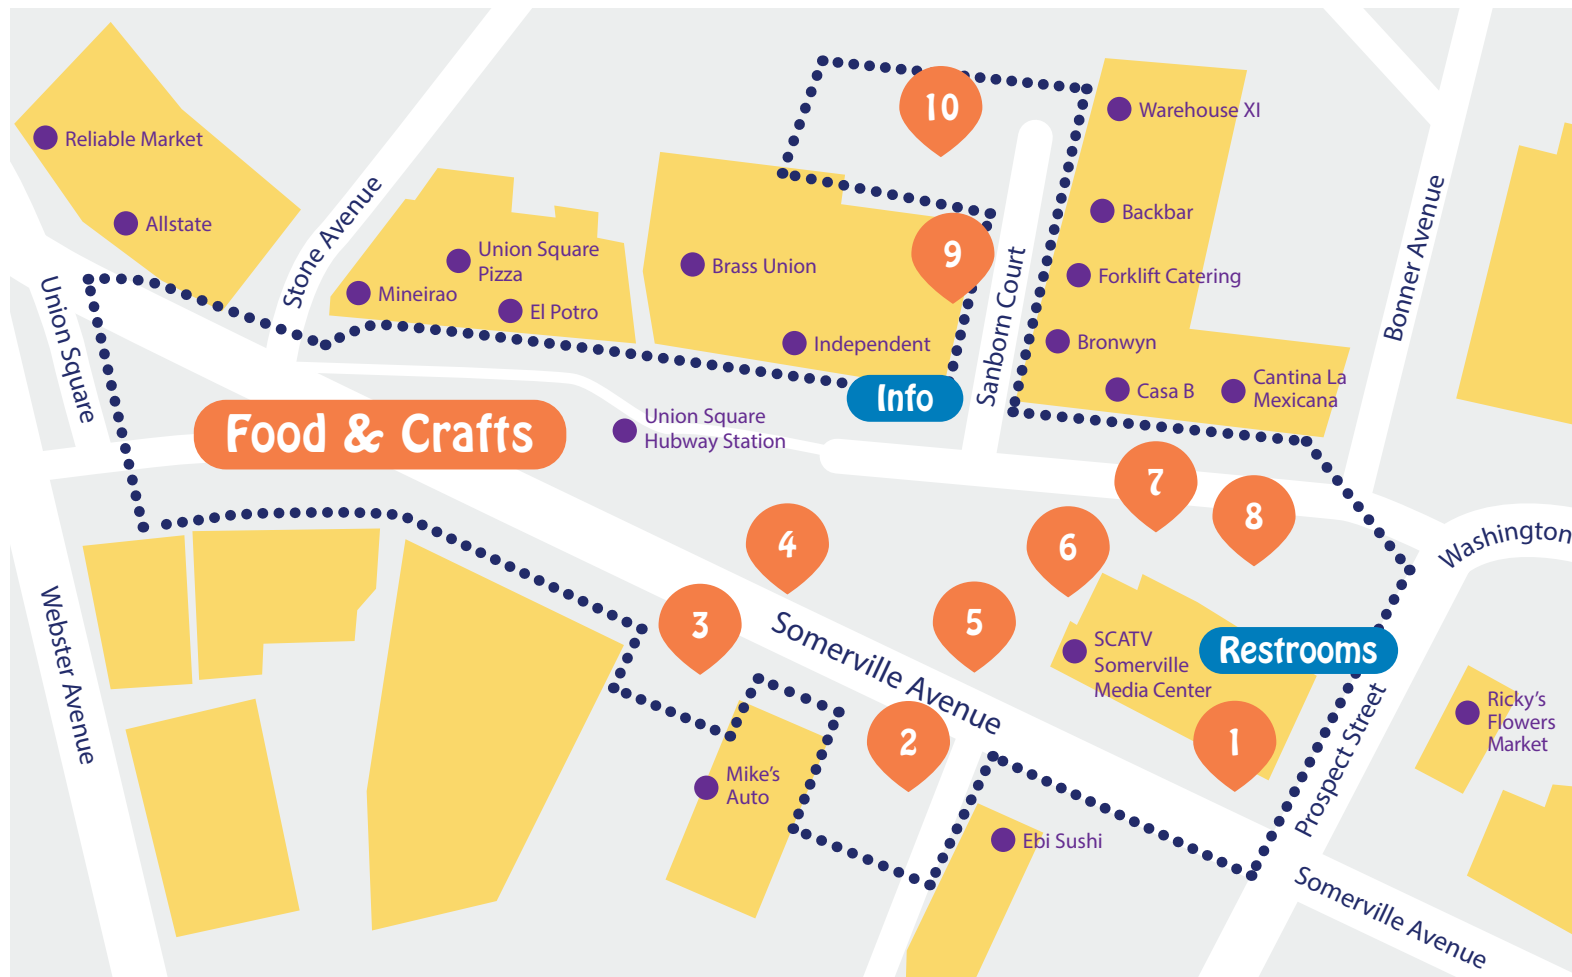 10
Warehouse XI
Reliable Market
Stone Avenue
Bonner Avenue
Backbar
Allstate
Union Square
Pizza
9
Brass Union
Forklift Catering
Union Square
Mineirao
El Potro
Sanborn Court
Independent
Bronwyn
Info
Casa B
Cantina La
Mexicana
Food & Crafts
Union Square
Hubway Station
7
8
4
6
Washington
3
5
Somerville Avenue
SCATV
Somerville
Media Center
Restrooms
Webster Avenue
2
1
Prospect Street
Ricky's
Flowers
Market
Mike's
Auto
Ebi Sushi
Somerville Avenue